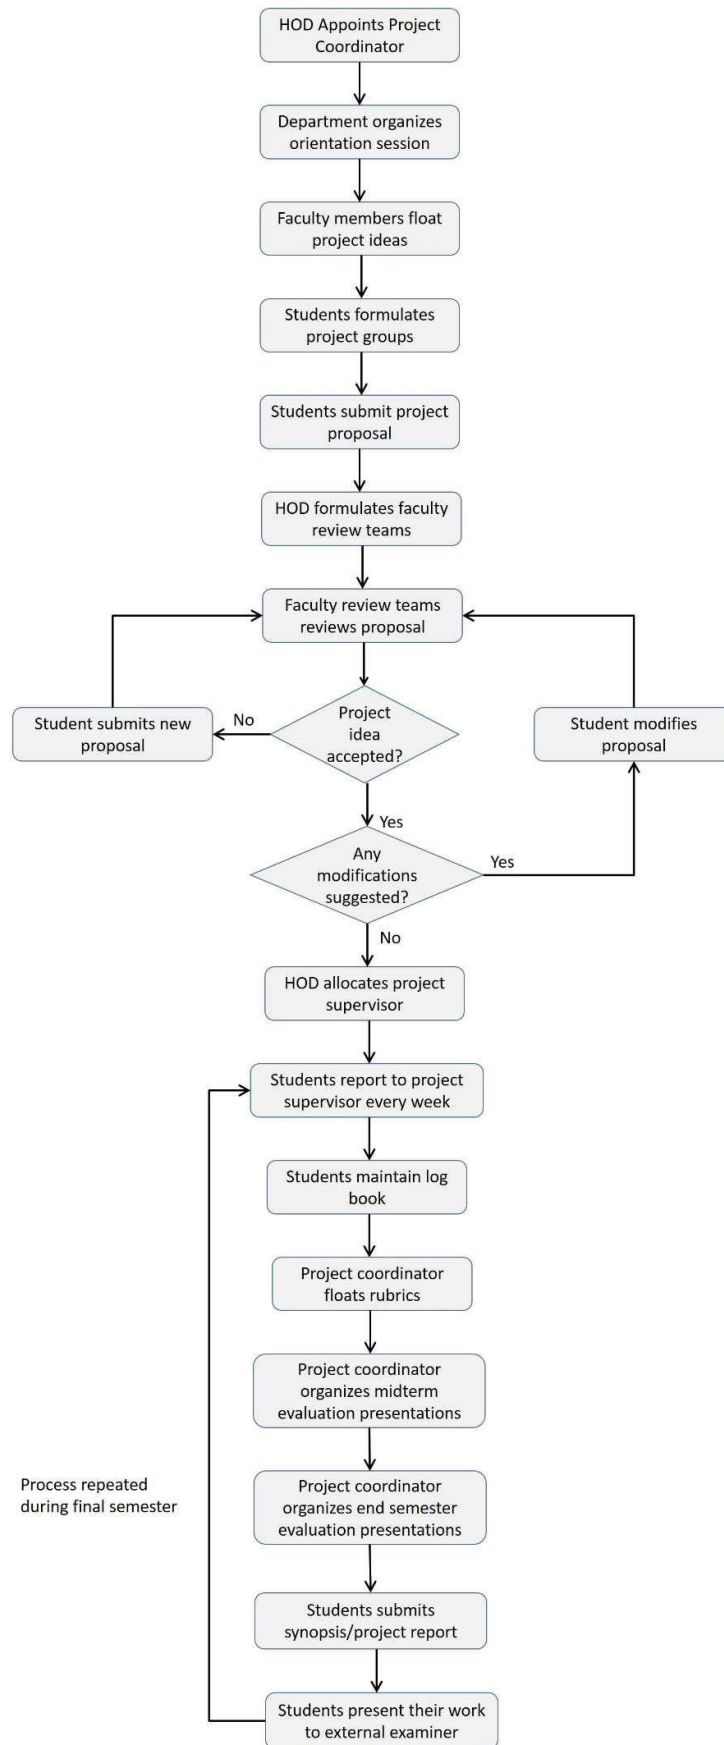 HOD Appoints Project
Coordinator
Department organizes
orientation session
Faculty members float
project ideas
Students formulates
project groups
Students submit project
proposal
HOD formulates faculty
review teams
Faculty review teams
reviews proposal
Student submits new
proposal
No
Project
idea
accepted?
Student modifies
proposal
Yes
Any
modifications
suggested?
Yes
No
HOD allocates project
supervisor
Students report to project
supervisor every week
Students maintain log
book
Project coordinator
floats rubrics
Project coordinator
organizes midterm
evaluation presentations
Process repeated
during final semester
Project coordinator
organizes end semester
evaluation presentations
Students submits
synopsis/project report
Students present their work
to external examiner